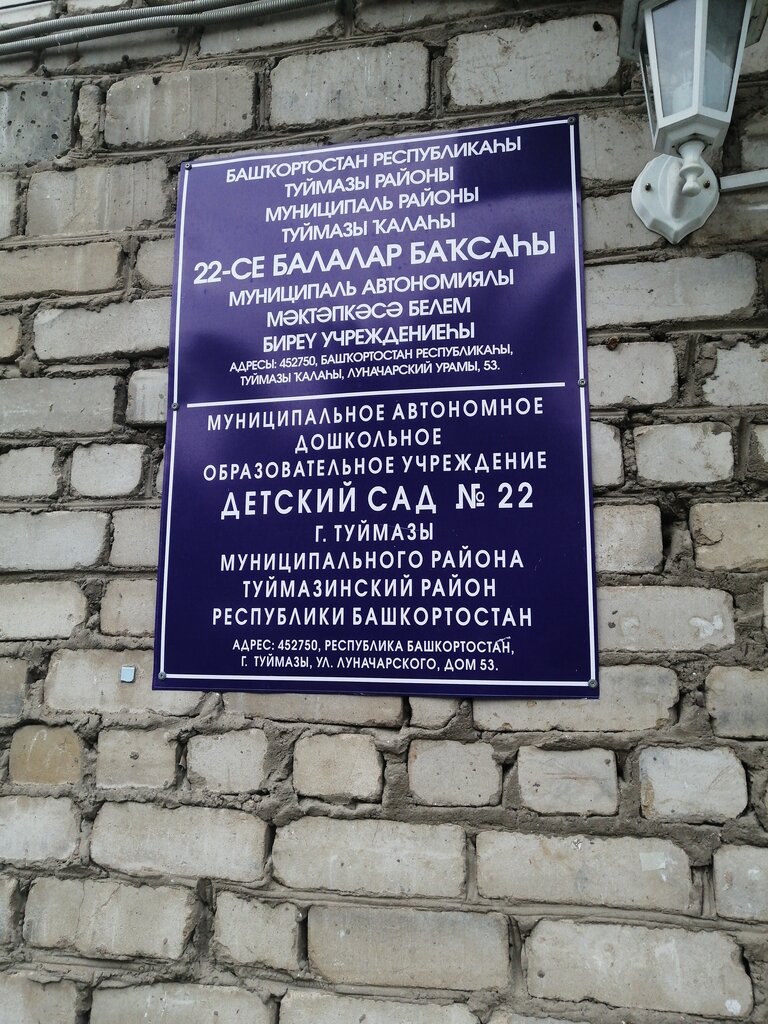 БАШҠОРТОСТАН РЕСПУБЛИКАҺЫ
ТУЙМАЗЫ РАЙОНЫ
МУНИЦИПАЛЬ РАЙОНЫ
ТУЙМАЗЫ ҠАЛАҺЫ
22-СЕ БАЛАЛАР БАҠСАҺЫ
МУНИЦИПАЛЬ АВТОНОМИЯЛЫ
МӘКТӘПКӘСӘ БЕЛЕМ
БИРЕҮ УЧРЕЖДЕНИЕҺЫ
АДРЕСЫ: 452750, БАШҠОРТОСТАН РЕСПУБЛИКАҺЫ,
ТУЙМАЗЫ ҠАЛАҺЫ, ЛУНАЧАРСКИЙ УРАМЫ, 53.
МУНИЦИПАЛЬНОЕ АВТОНОМНОЕ
ДОШКОЛЬНОЕ
ОБРАЗОВАТЕЛЬНОЕ УЧРЕЖДЕНИЕ
ДЕТСКИЙ САД № 22
Г. ТУЙМАЗЫ
МУНИЦИПАЛЬНОГО РАЙОНА
ТУЙМАЗИНСКИЙ РАЙОН
РЕСПУБЛИКИ БАШКОРТОСТАН
АДРЕС: 452750, РЕСПУБЛИКА БАШКОРТОСТАН,
Г. ТУЙМАЗЫ, УЛ. ЛУНАЧАРСКОГО, ДОМ 53.